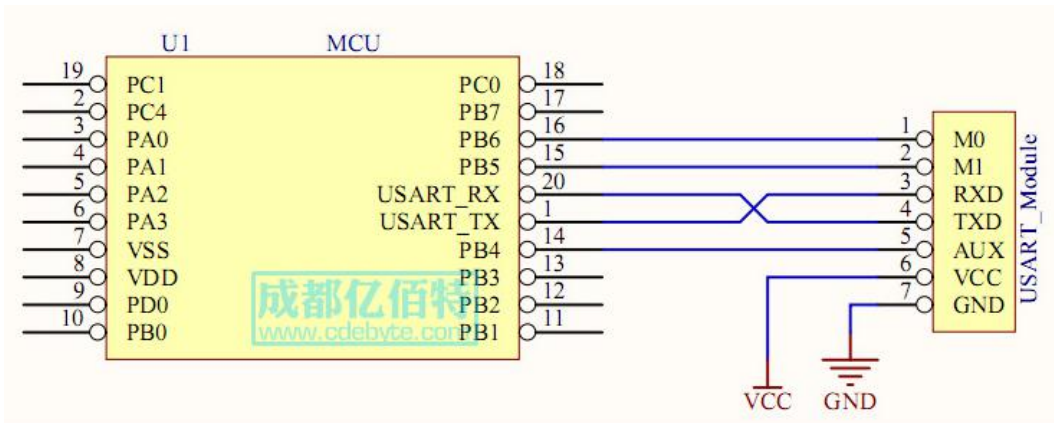 U1 MCU
19 PC1 PC0 18
2 PC4 PB7 17
3 PA0 PB6 16 1 M0
4 PA1 PB5 15 2 M1
5 PA2 USART_RX 20 3 RXD
6 PA3 USART_TX 1 4 TXD
7 VSS PB4 14 5 AUX
8 VDD PB3 13 6 VCC
9 PD0 PB2 12 7 GND
10 PB0 PB1 11
USART_Module
成都亿佰特
www.cdebyte.com
VCC GND